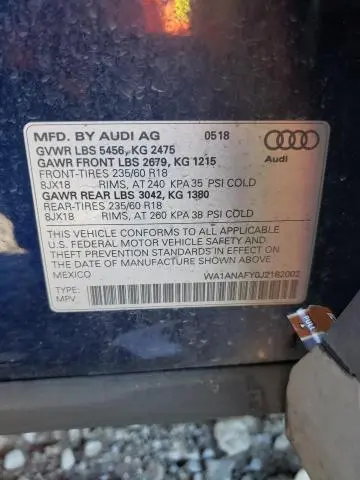 MFD. BY AUDI AG 0518
GVWR LBS 5456, KG 2475
GAWR FRONT LBS 2679, KG 1215
FRONT-TIRES 235/60 R18
8JX18 RIMS, AT 240 KPA 35 PSI COLD
GAWR REAR LBS 3042, KG 1380
REAR-TIRES 235/60 R18
8JX18 RIMS, AT 260 KPA 38 PSI COLD
Audi
THIS VEHICLE CONFORMS TO ALL APPLICABLE
U.S. FEDERAL MOTOR VEHICLE SAFETY AND
THEFT PREVENTION STANDARDS IN EFFECT ON
THE DATE OF MANUFACTURE SHOWN ABOVE.
MEXICO WA1ANAFY0J2182002
TYPE:
MPV
PULL